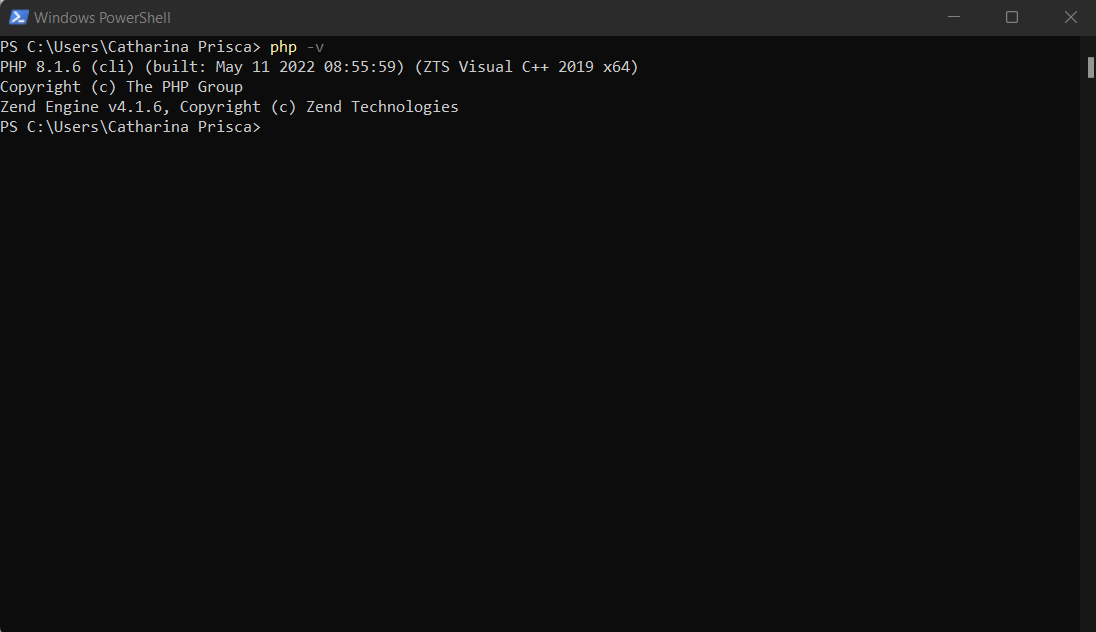 Windows PowerShell
PS C:\Users\Catharina Prisca> php -v
PHP 8.1.6 (cli) (built: May 11 2022 08:55:59) (ZTS Visual C++ 2019 x64)
Copyright (c) The PHP Group
Zend Engine v4.1.6, Copyright (c) Zend Technologies
PS C:\Users\Catharina Prisca>